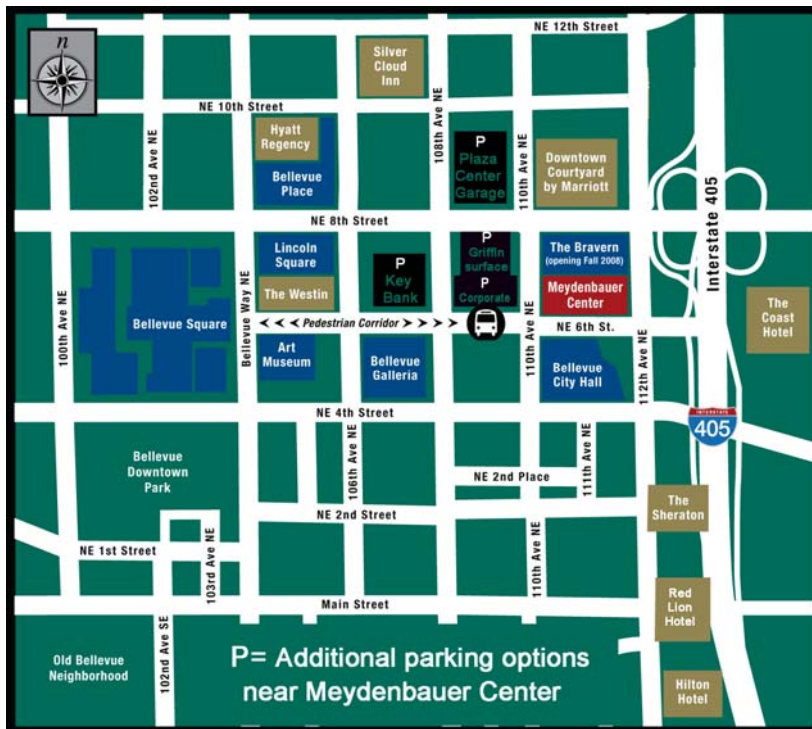 n
NE 12th Street
Silver
Cloud
Inn
NE 10th Street
Hyatt
Regency
Bellevue
Place
102nd Ave NE
108th Ave NE
P
Plaza
Center
Garage
110th Ave NE
Downtown
Courtyard
by Marriott
NE 8th Street
Interstate 405
Lincoln
Square
The Westin
P
Key
Bank
P
Griffin
surface
P
Corporate
The Bravern
(opening Fall 2008)
Meydenbauer
Center
100th Ave NE
Bellevue Square
Bellevue Way NE
Pedestrian Corridor
NE 6th St.
The
Coast
Hotel
Art
Museum
Bellevue
Galleria
110th Ave NE
Bellevue
City Hall
112th Ave NE
NE 4th Street
INTERSTATE
405
Bellevue
Downtown
Park
106th Ave NE
NE 2nd Place
111th Ave NE
NE 2nd Street
The
Sheraton
NE 1st Street
103rd Ave NE
110th Ave NE
Main Street
Red
Lion
Hotel
Old Bellevue
Neighborhood
102nd Ave SE
P= Additional parking options
near Meydenbauer Center
Hilton
Hotel